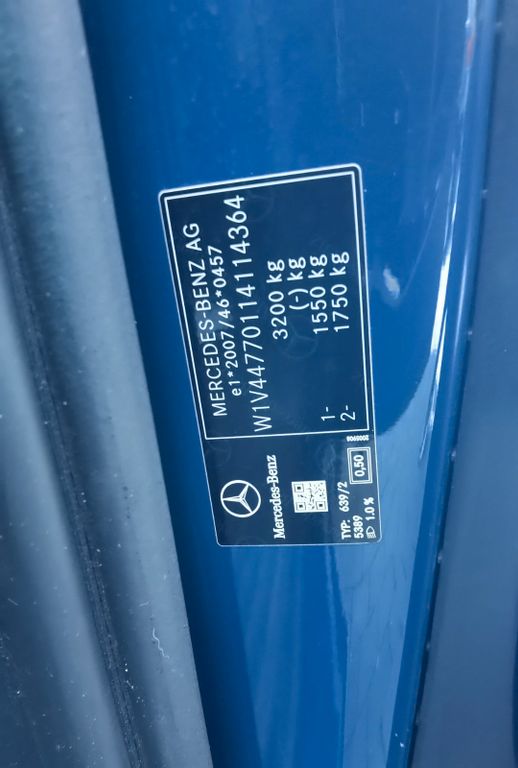 MERCEDES-BENZ AG
e1*2007/46*0457
W1V44770114114364
3200 kg
(-) kg
1- 1550 kg
2- 1750 kg
Mercedes-Benz
TYP: 639/2
5389
0,50
1.0 %